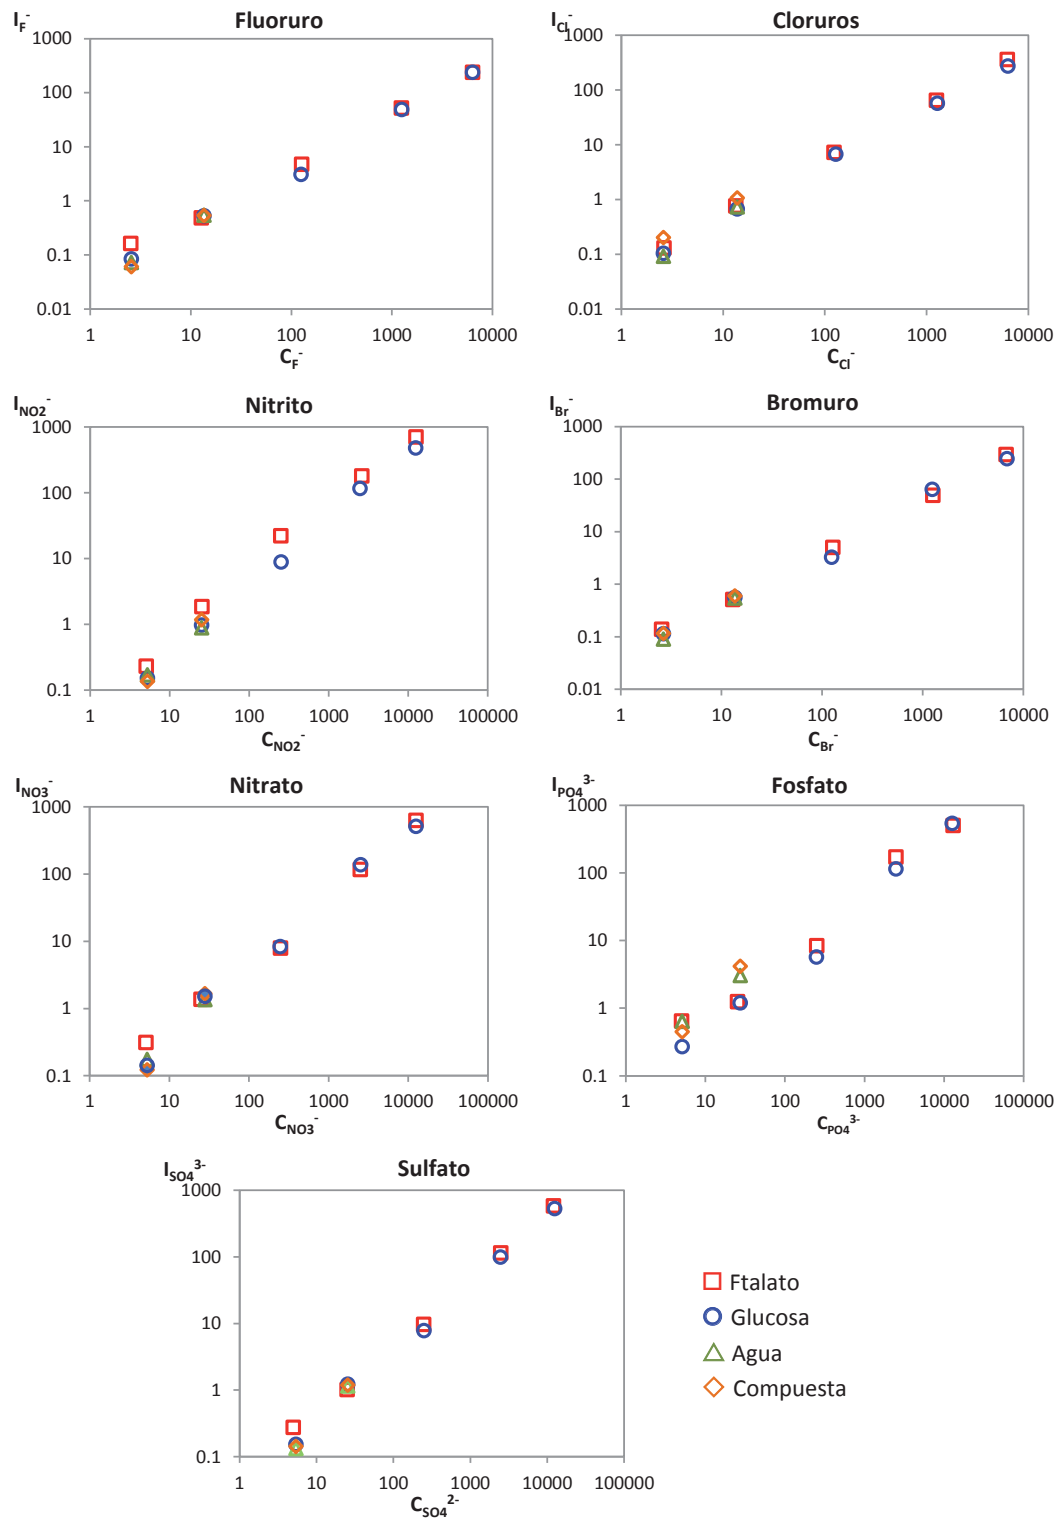 I_F^- Fluoruro
1000
100
10
1
0.1
0.01
1 10 100 1000 10000
C_F^-
I_Cl^- Cloruros
1000
100
10
1
0.1
0.01
1 10 100 1000 10000
C_Cl^-
I_NO2^- Nitrito
1000
100
10
1
0.1
1 10 100 1000 10000 100000
C_NO2^-
I_Br^- Bromuro
1000
100
10
1
0.1
0.01
1 10 100 1000 10000
C_Br^-
I_NO3^- Nitrato
1000
100
10
1
0.1
1 10 100 1000 10000 100000
C_NO3^-
I_PO4^3- Fosfato
1000
100
10
1
0.1
1 10 100 1000 10000 100000
C_PO4^3-
I_SO4^3- Sulfato
1000
100
10
1
0.1
1 10 100 1000 10000 100000
C_SO4^2-
Ftalato
Glucosa
Agua
Compuesta